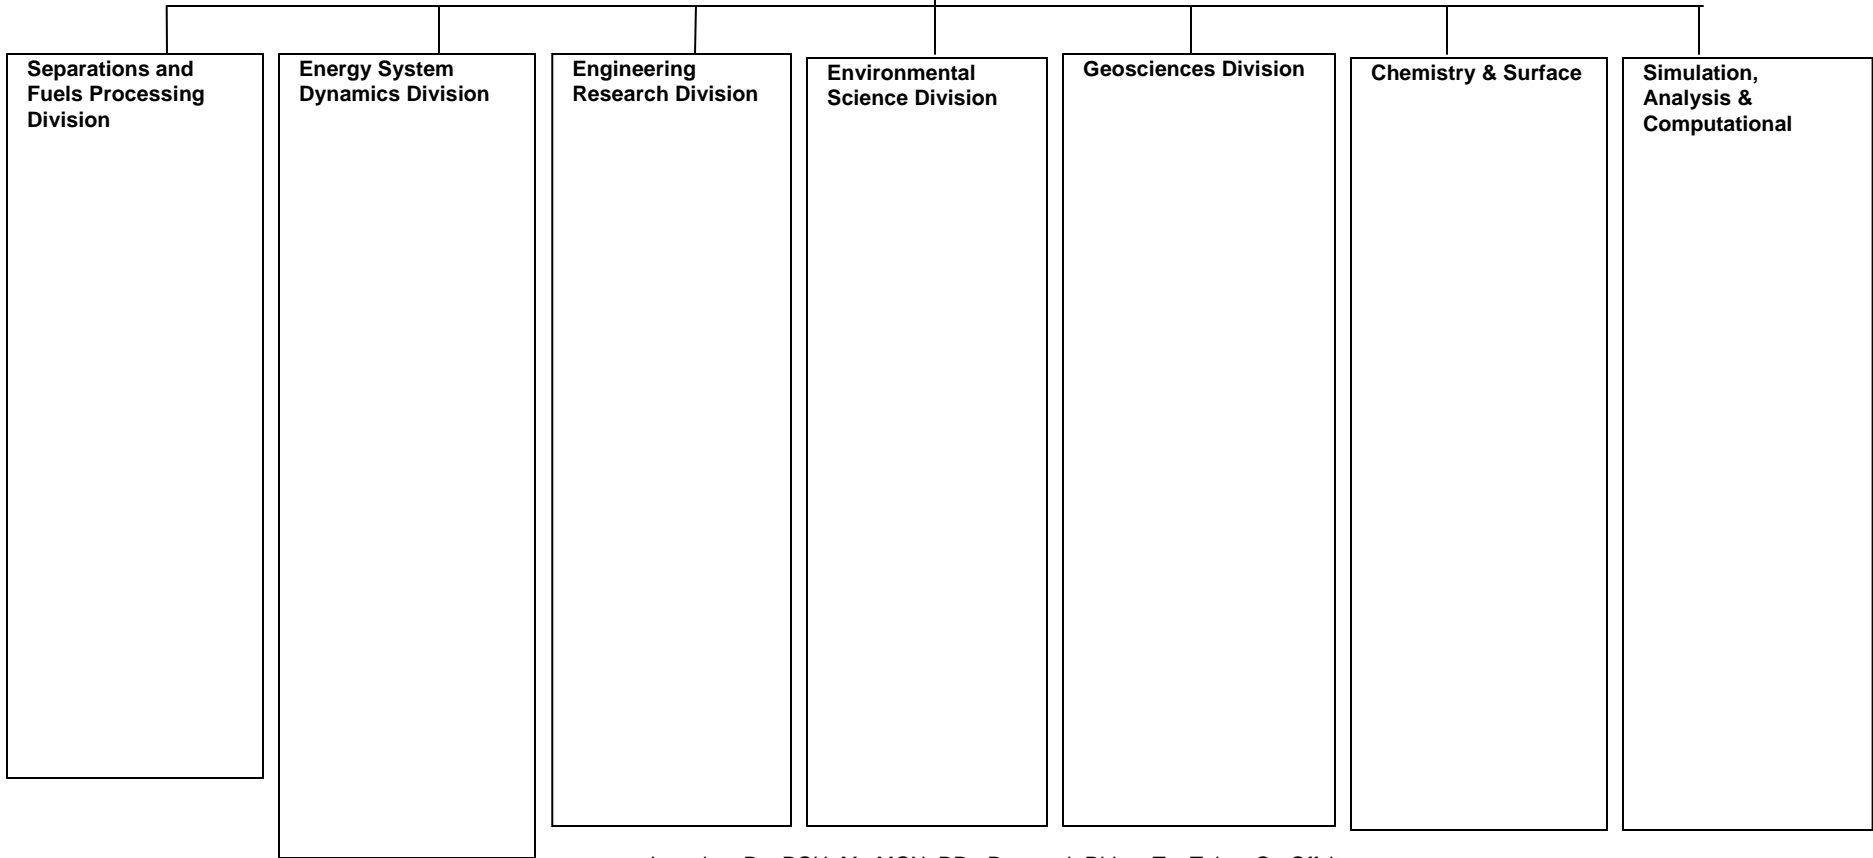 Separations and
Fuels Processing
Division
Energy System
Dynamics Division
Engineering
Research Division
Environmental
Science Division
Geosciences Division
Chemistry & Surface
Simulation,
Analysis &
Computational